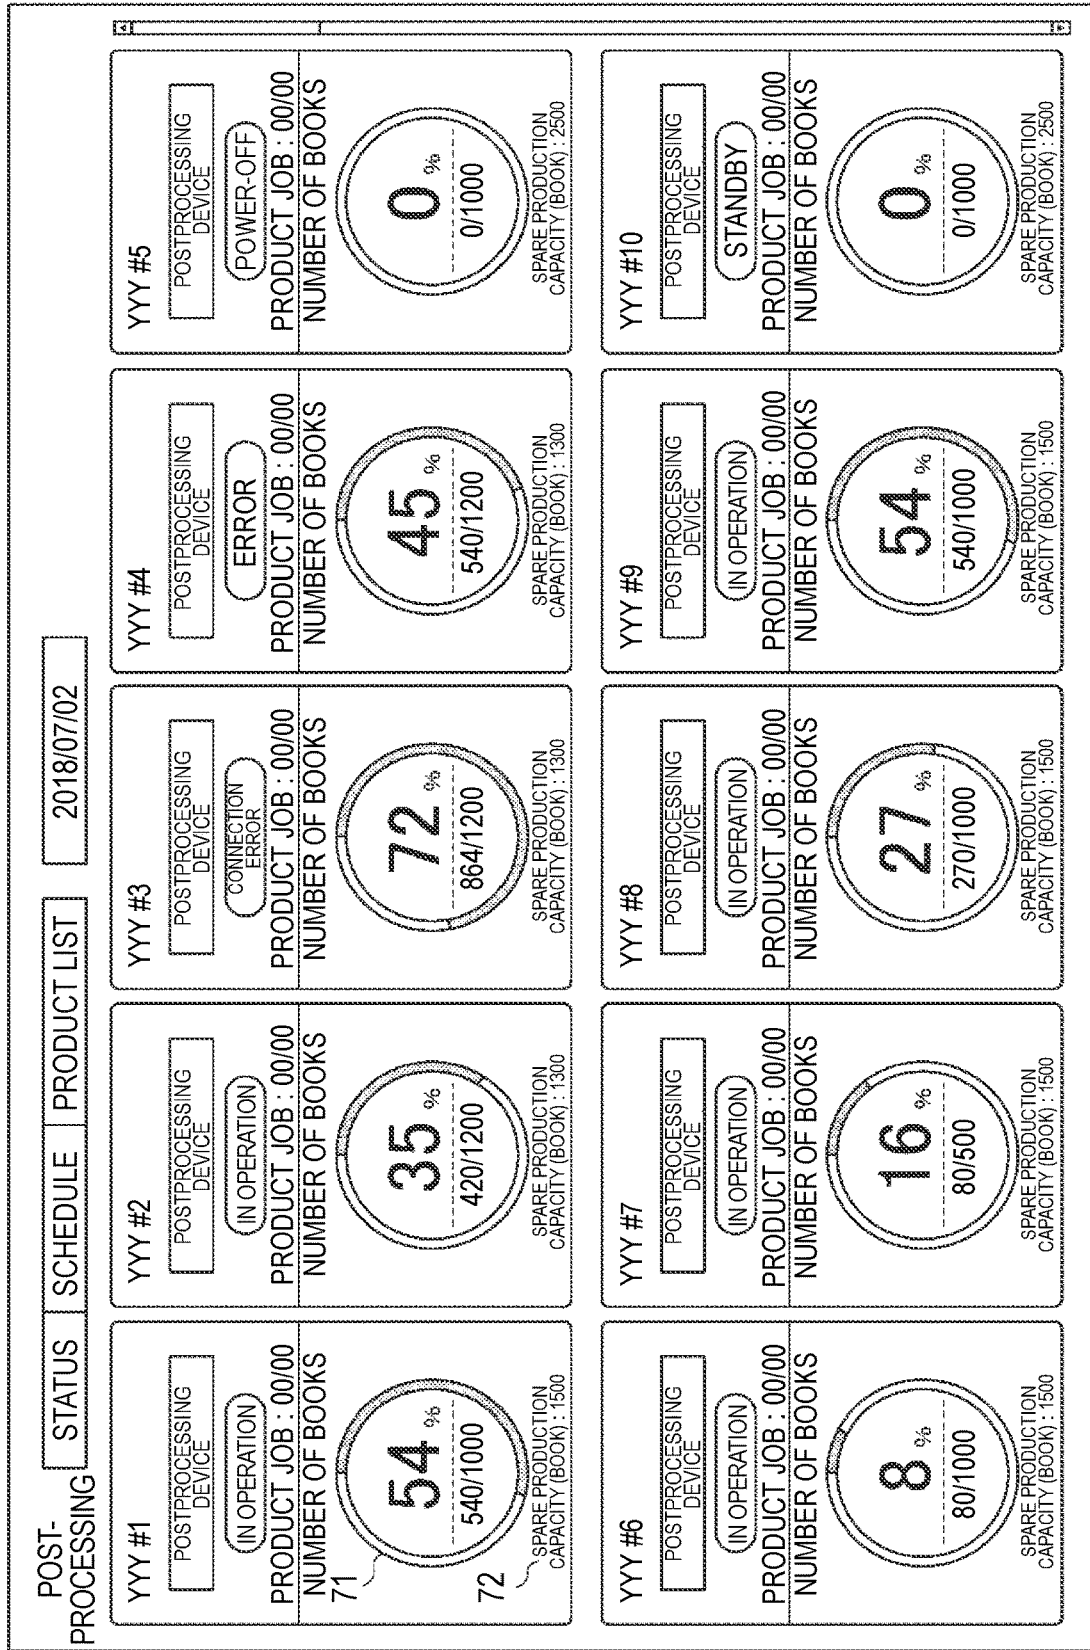 POST-
PROCESSING
STATUS
SCHEDULE
PRODUCT LIST
2018/07/02
YYY #1
POSTPROCESSING
DEVICE
IN OPERATION
PRODUCT JOB : 00/00
NUMBER OF BOOKS
71
54 %
540/1000
72
SPARE PRODUCTION
CAPACITY (BOOK) : 1500
YYY #2
POSTPROCESSING
DEVICE
IN OPERATION
PRODUCT JOB : 00/00
NUMBER OF BOOKS
35 %
420/1200
SPARE PRODUCTION
CAPACITY (BOOK) : 1300
YYY #3
POSTPROCESSING
DEVICE
CONNECTION
ERROR
PRODUCT JOB : 00/00
NUMBER OF BOOKS
72 %
864/1200
SPARE PRODUCTION
CAPACITY (BOOK) : 1300
YYY #4
POSTPROCESSING
DEVICE
ERROR
PRODUCT JOB : 00/00
NUMBER OF BOOKS
45 %
540/1200
SPARE PRODUCTION
CAPACITY (BOOK) : 1300
YYY #5
POSTPROCESSING
DEVICE
POWER-OFF
PRODUCT JOB : 00/00
NUMBER OF BOOKS
0 %
0/1000
SPARE PRODUCTION
CAPACITY (BOOK) : 2500
YYY #6
POSTPROCESSING
DEVICE
IN OPERATION
PRODUCT JOB : 00/00
NUMBER OF BOOKS
8 %
80/1000
SPARE PRODUCTION
CAPACITY (BOOK) : 1500
YYY #7
POSTPROCESSING
DEVICE
IN OPERATION
PRODUCT JOB : 00/00
NUMBER OF BOOKS
16 %
80/500
SPARE PRODUCTION
CAPACITY (BOOK) : 1500
YYY #8
POSTPROCESSING
DEVICE
IN OPERATION
PRODUCT JOB : 00/00
NUMBER OF BOOKS
27 %
270/1000
SPARE PRODUCTION
CAPACITY (BOOK) : 1500
YYY #9
POSTPROCESSING
DEVICE
IN OPERATION
PRODUCT JOB : 00/00
NUMBER OF BOOKS
54 %
540/1000
SPARE PRODUCTION
CAPACITY (BOOK) : 1500
YYY #10
POSTPROCESSING
DEVICE
STANDBY
PRODUCT JOB : 00/00
NUMBER OF BOOKS
0 %
0/1000
SPARE PRODUCTION
CAPACITY (BOOK) : 2500